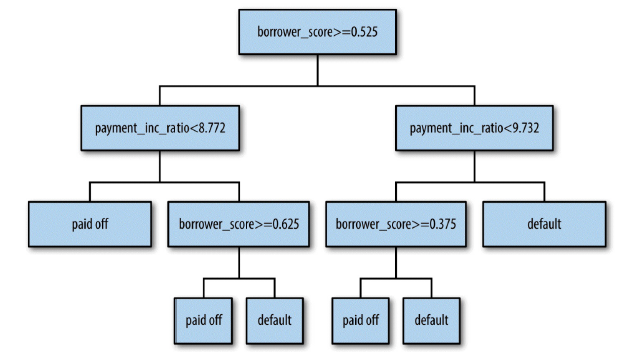 borrower_score>=0.525
payment_inc_ratio<8.772
payment_inc_ratio<9.732
paid off
borrower_score>=0.625
borrower_score>=0.375
default
paid off
default
paid off
default